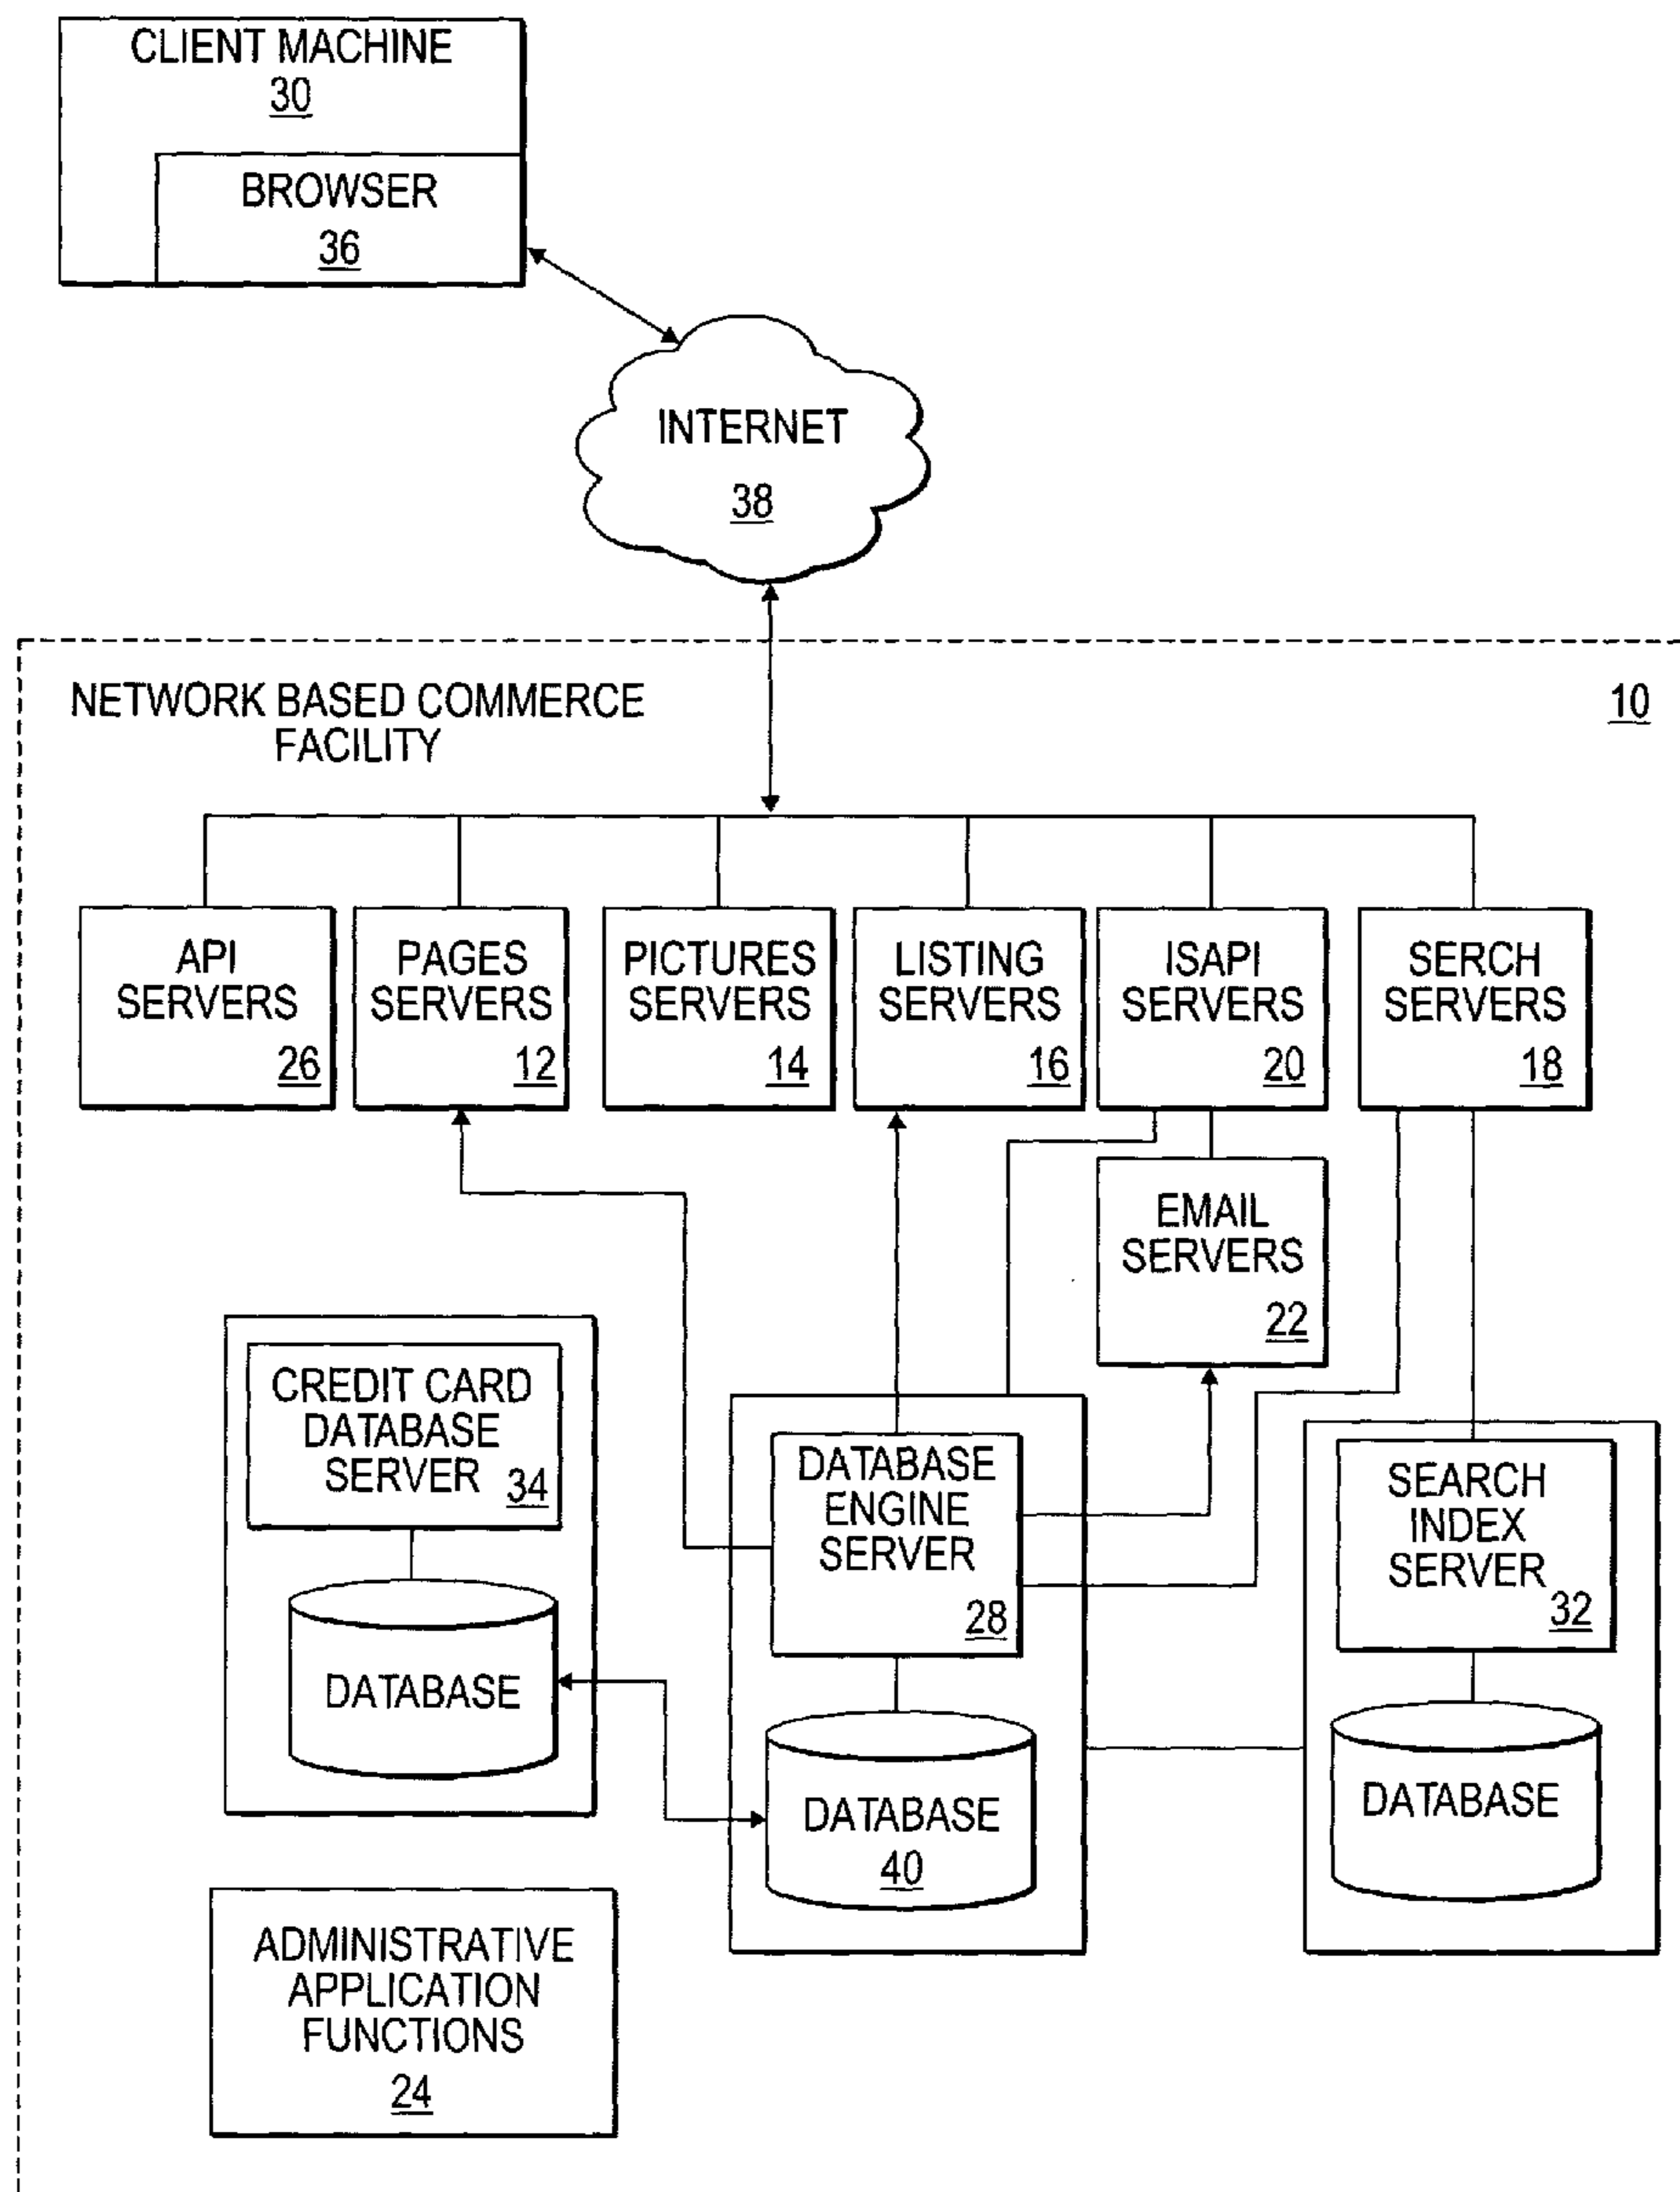 CLIENT MACHINE
30
BROWSER
36
INTERNET
38
NETWORK BASED COMMERCE
FACILITY
10
API
SERVERS
26
PAGES
SERVERS
12
PICTURES
SERVERS
14
LISTING
SERVERS
16
ISAPI
SERVERS
20
SERCH
SERVERS
18
EMAIL
SERVERS
22
CREDIT CARD
DATABASE
SERVER
34
DATABASE
DATABASE
ENGINE
SERVER
28
DATABASE
40
SEARCH
INDEX
SERVER
32
DATABASE
ADMINISTRATIVE
APPLICATION
FUNCTIONS
24